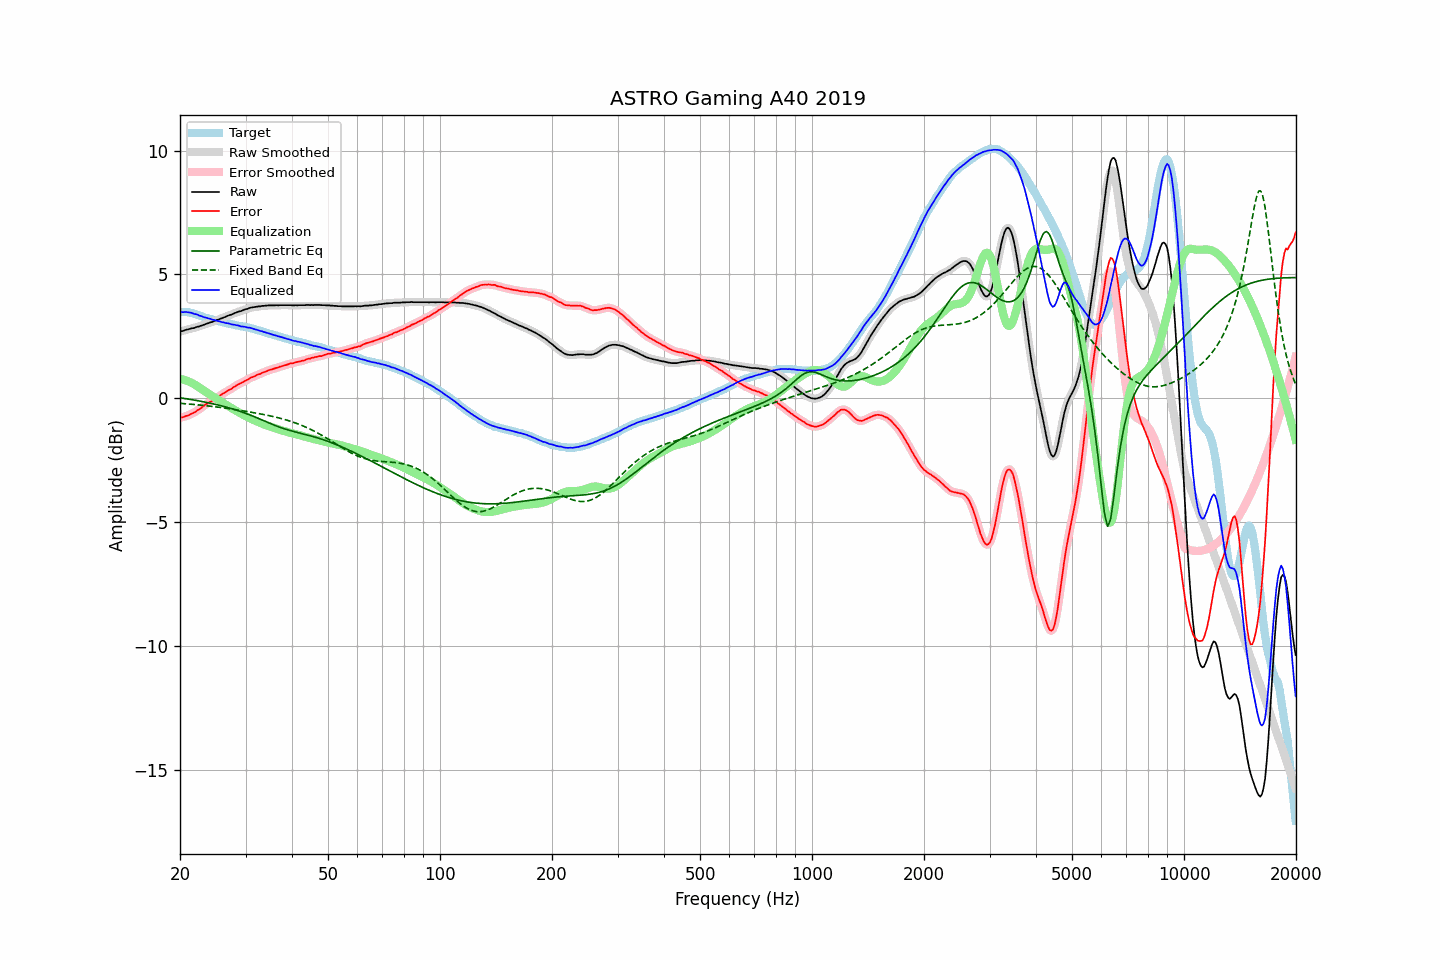 ASTRO Gaming A40 2019
Target
Raw Smoothed
Error Smoothed
Raw
Error
Equalization
Parametric Eq
Fixed Band Eq
Equalized
Amplitude (dBr)
10
5
0
−5
−10
−15
20 50 100 200 500 1000 2000 5000 10000 20000
Frequency (Hz)